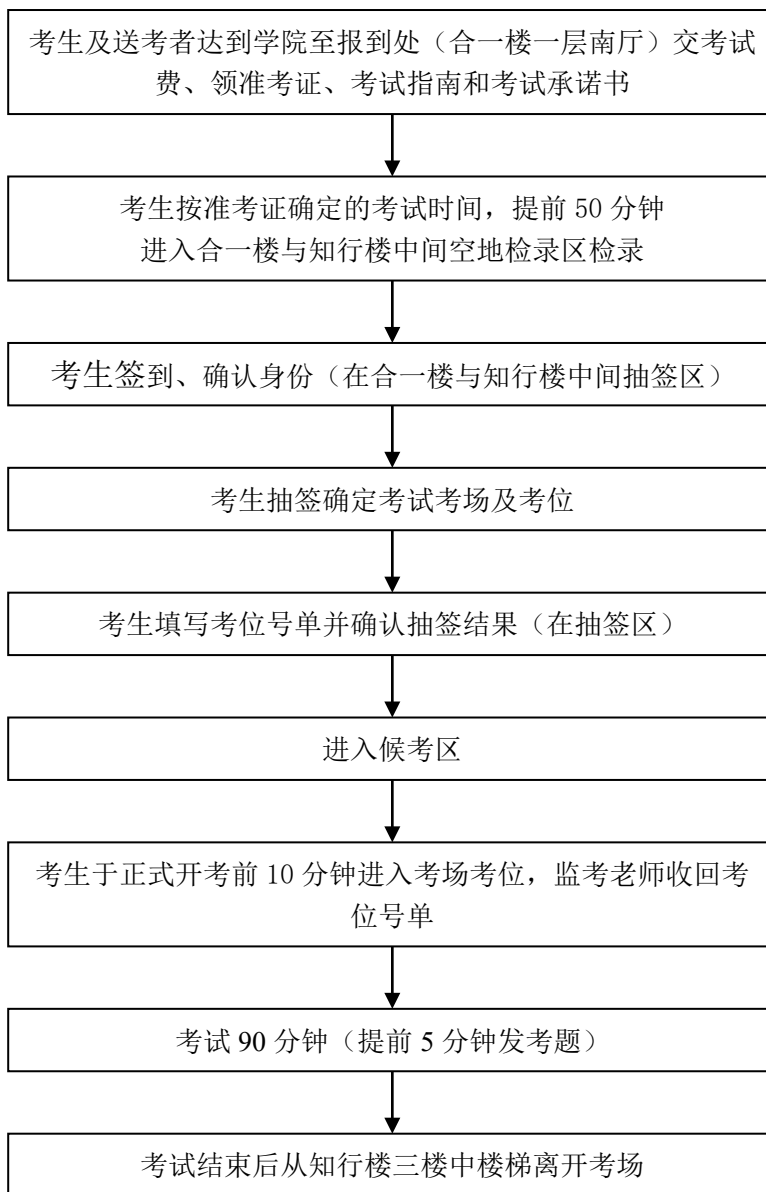 考生及送考者达到学院至报到处（合一楼一层南厅）交考试
费、领准考证、考试指南和考试承诺书
考生按准考证确定的考试时间，提前 50 分钟
进入合一楼与知行楼中间空地检录区检录
考生签到、确认身份（在合一楼与知行楼中间抽签区）
考生抽签确定考试考场及考位
考生填写考位号单并确认抽签结果（在抽签区）
进入候考区
考生于正式开考前 10 分钟进入考场考位，监考老师收回考
位号单
考试 90 分钟（提前 5 分钟发考题）
考试结束后从知行楼三楼中楼梯离开考场